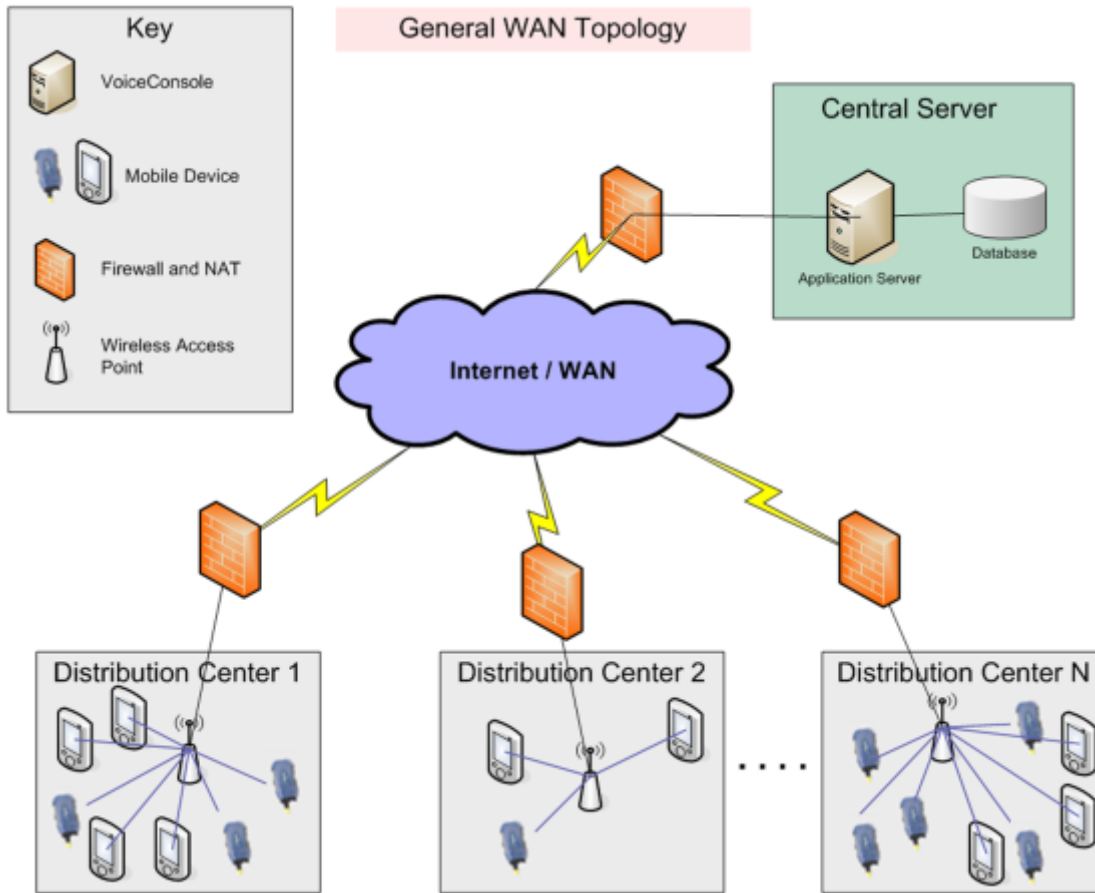 Key
VoiceConsole
Mobile Device
Firewall and NAT
Wireless Access
Point
General WAN Topology
Central Server
Application Server
Database
Internet / WAN
Distribution Center 1
Distribution Center 2
. . . .
Distribution Center N